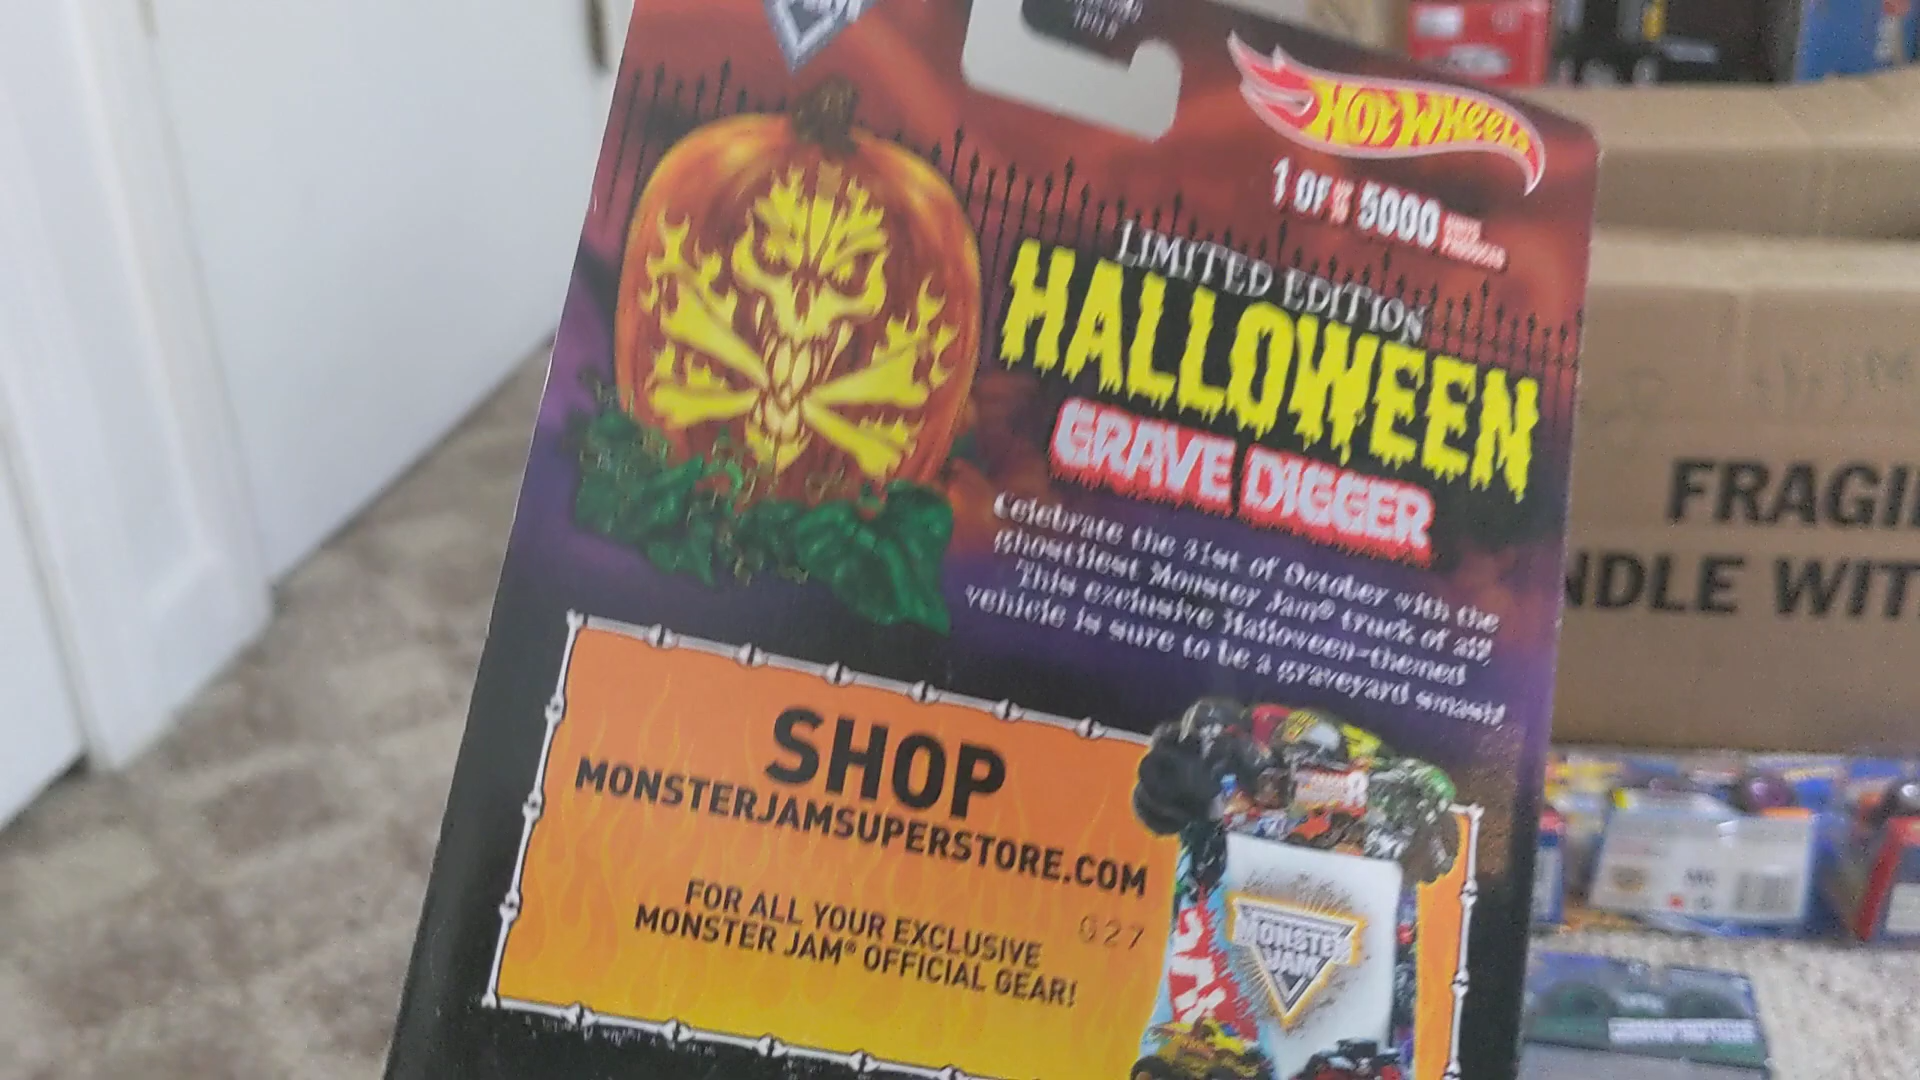 HOT WHEELS
1 OF 5000
LIMITED EDITION
HALLOWEEN
GRAVE DIGGER
Celebrate the 31st of October with the
ghostliest Monster Jam® truck of all!
This exclusive Halloween-themed
vehicle is sure to be a graveyard smash!
SHOP
MONSTERJAMSUPERSTORE.COM
FOR ALL YOUR EXCLUSIVE
MONSTER JAM® OFFICIAL GEAR!
G27
MONSTER
JAM
FRAGI
NDLE WIT